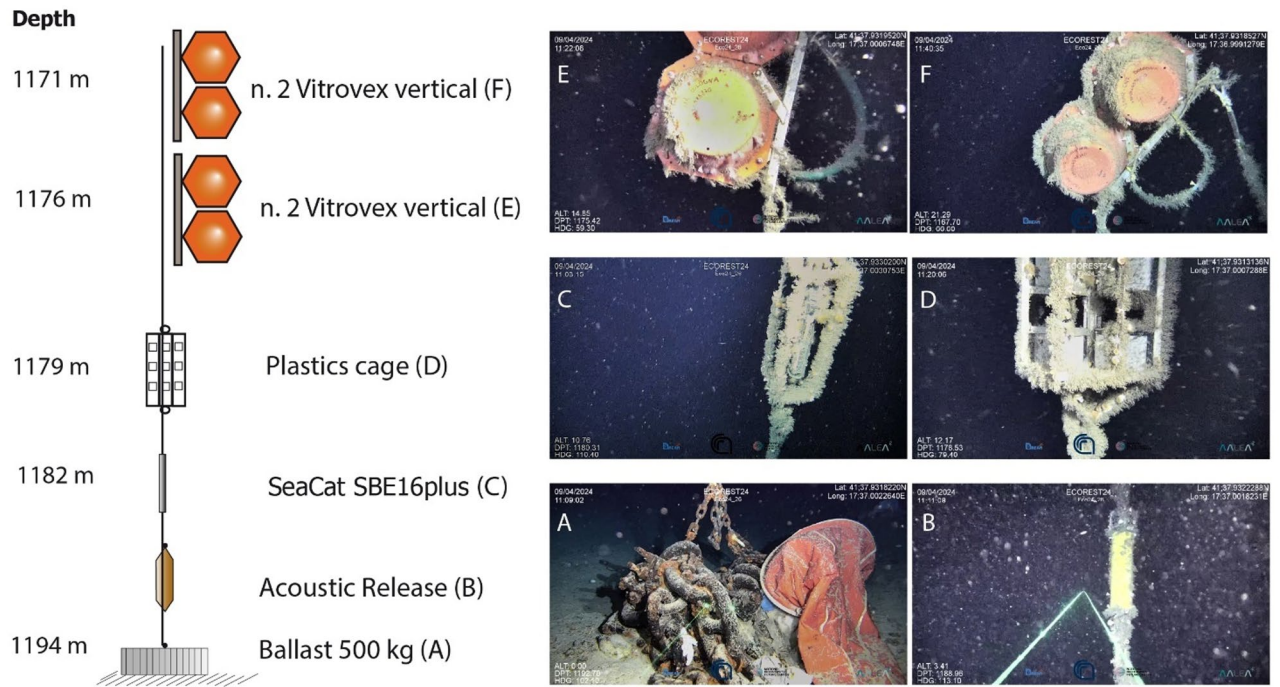 Depth
1171 m
n. 2 Vitrovex vertical (F)
1176 m
n. 2 Vitrovex vertical (E)
1179 m
Plastics cage (D)
1182 m
SeaCat SBE16plus (C)
Acoustic Release (B)
1194 m
Ballast 500 kg (A)
09/04/2024
11:22:06
ECOREST24
Lat: 41;37.9319520N
Long: 17;37.0006748E
E
ALT: 14.85
DPT: 1175.42
HDG: 59.30
09/04/2024
11:40:35
ECOREST24
Lat: 41;37.9318527N
Long: 17;36.9991279E
F
ALT: 21.29
DPT: 1167.70
HDG: 00.00
09/04/2024
ECOREST24
37.9330200N
37.0030753E
C
ALT: 10.76
DPT: 1180.31
HDG: 110.40
09/04/2024
11:20:06
ECOREST24
Lat: 41;37.9313136N
Long: 17;37.0007288E
D
ALT: 12.17
DPT: 1178.53
HDG: 79.40
09/04/2024
11:09:02
ECOREST24
Lat: 41;37.9318220N
Long: 17;37.0022640E
A
ALT: 0.00
09/04/2024
ECOREST24
Lat: 41;37.9322288N
Long: 17;37.0018231E
B
ALT: 3.41
DPT: 1188.96
HDG: 113.10